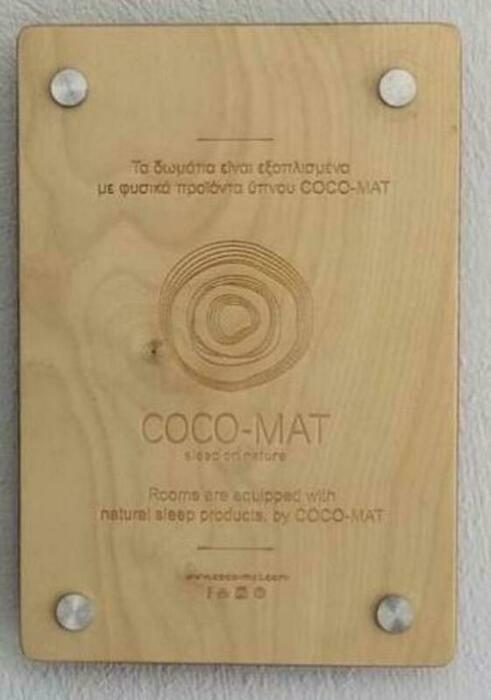 Τα δωμάτια είναι εξοπλισμένα
με φυσικά προϊόντα ύπνου COCO-MAT
COCO-MAT
sleep on nature
Rooms are equipped with
natural sleep products, by COCO-MAT
www.coco-mat.com